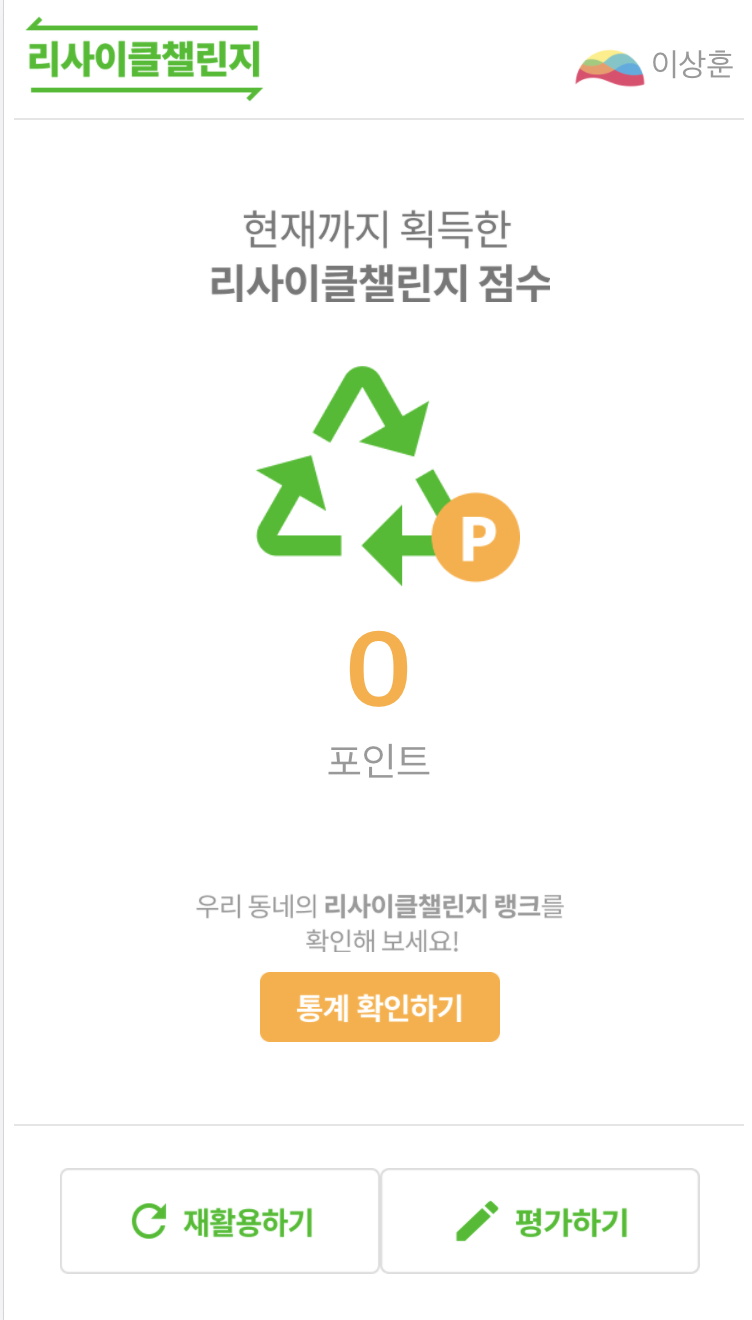 리사이클챌린지
이상훈
현재까지 획득한
리사이클챌린지 점수
P
0
포인트
우리 동네의 리사이클챌린지 랭크를
확인해 보세요!
통계 확인하기
재활용하기
평가하기